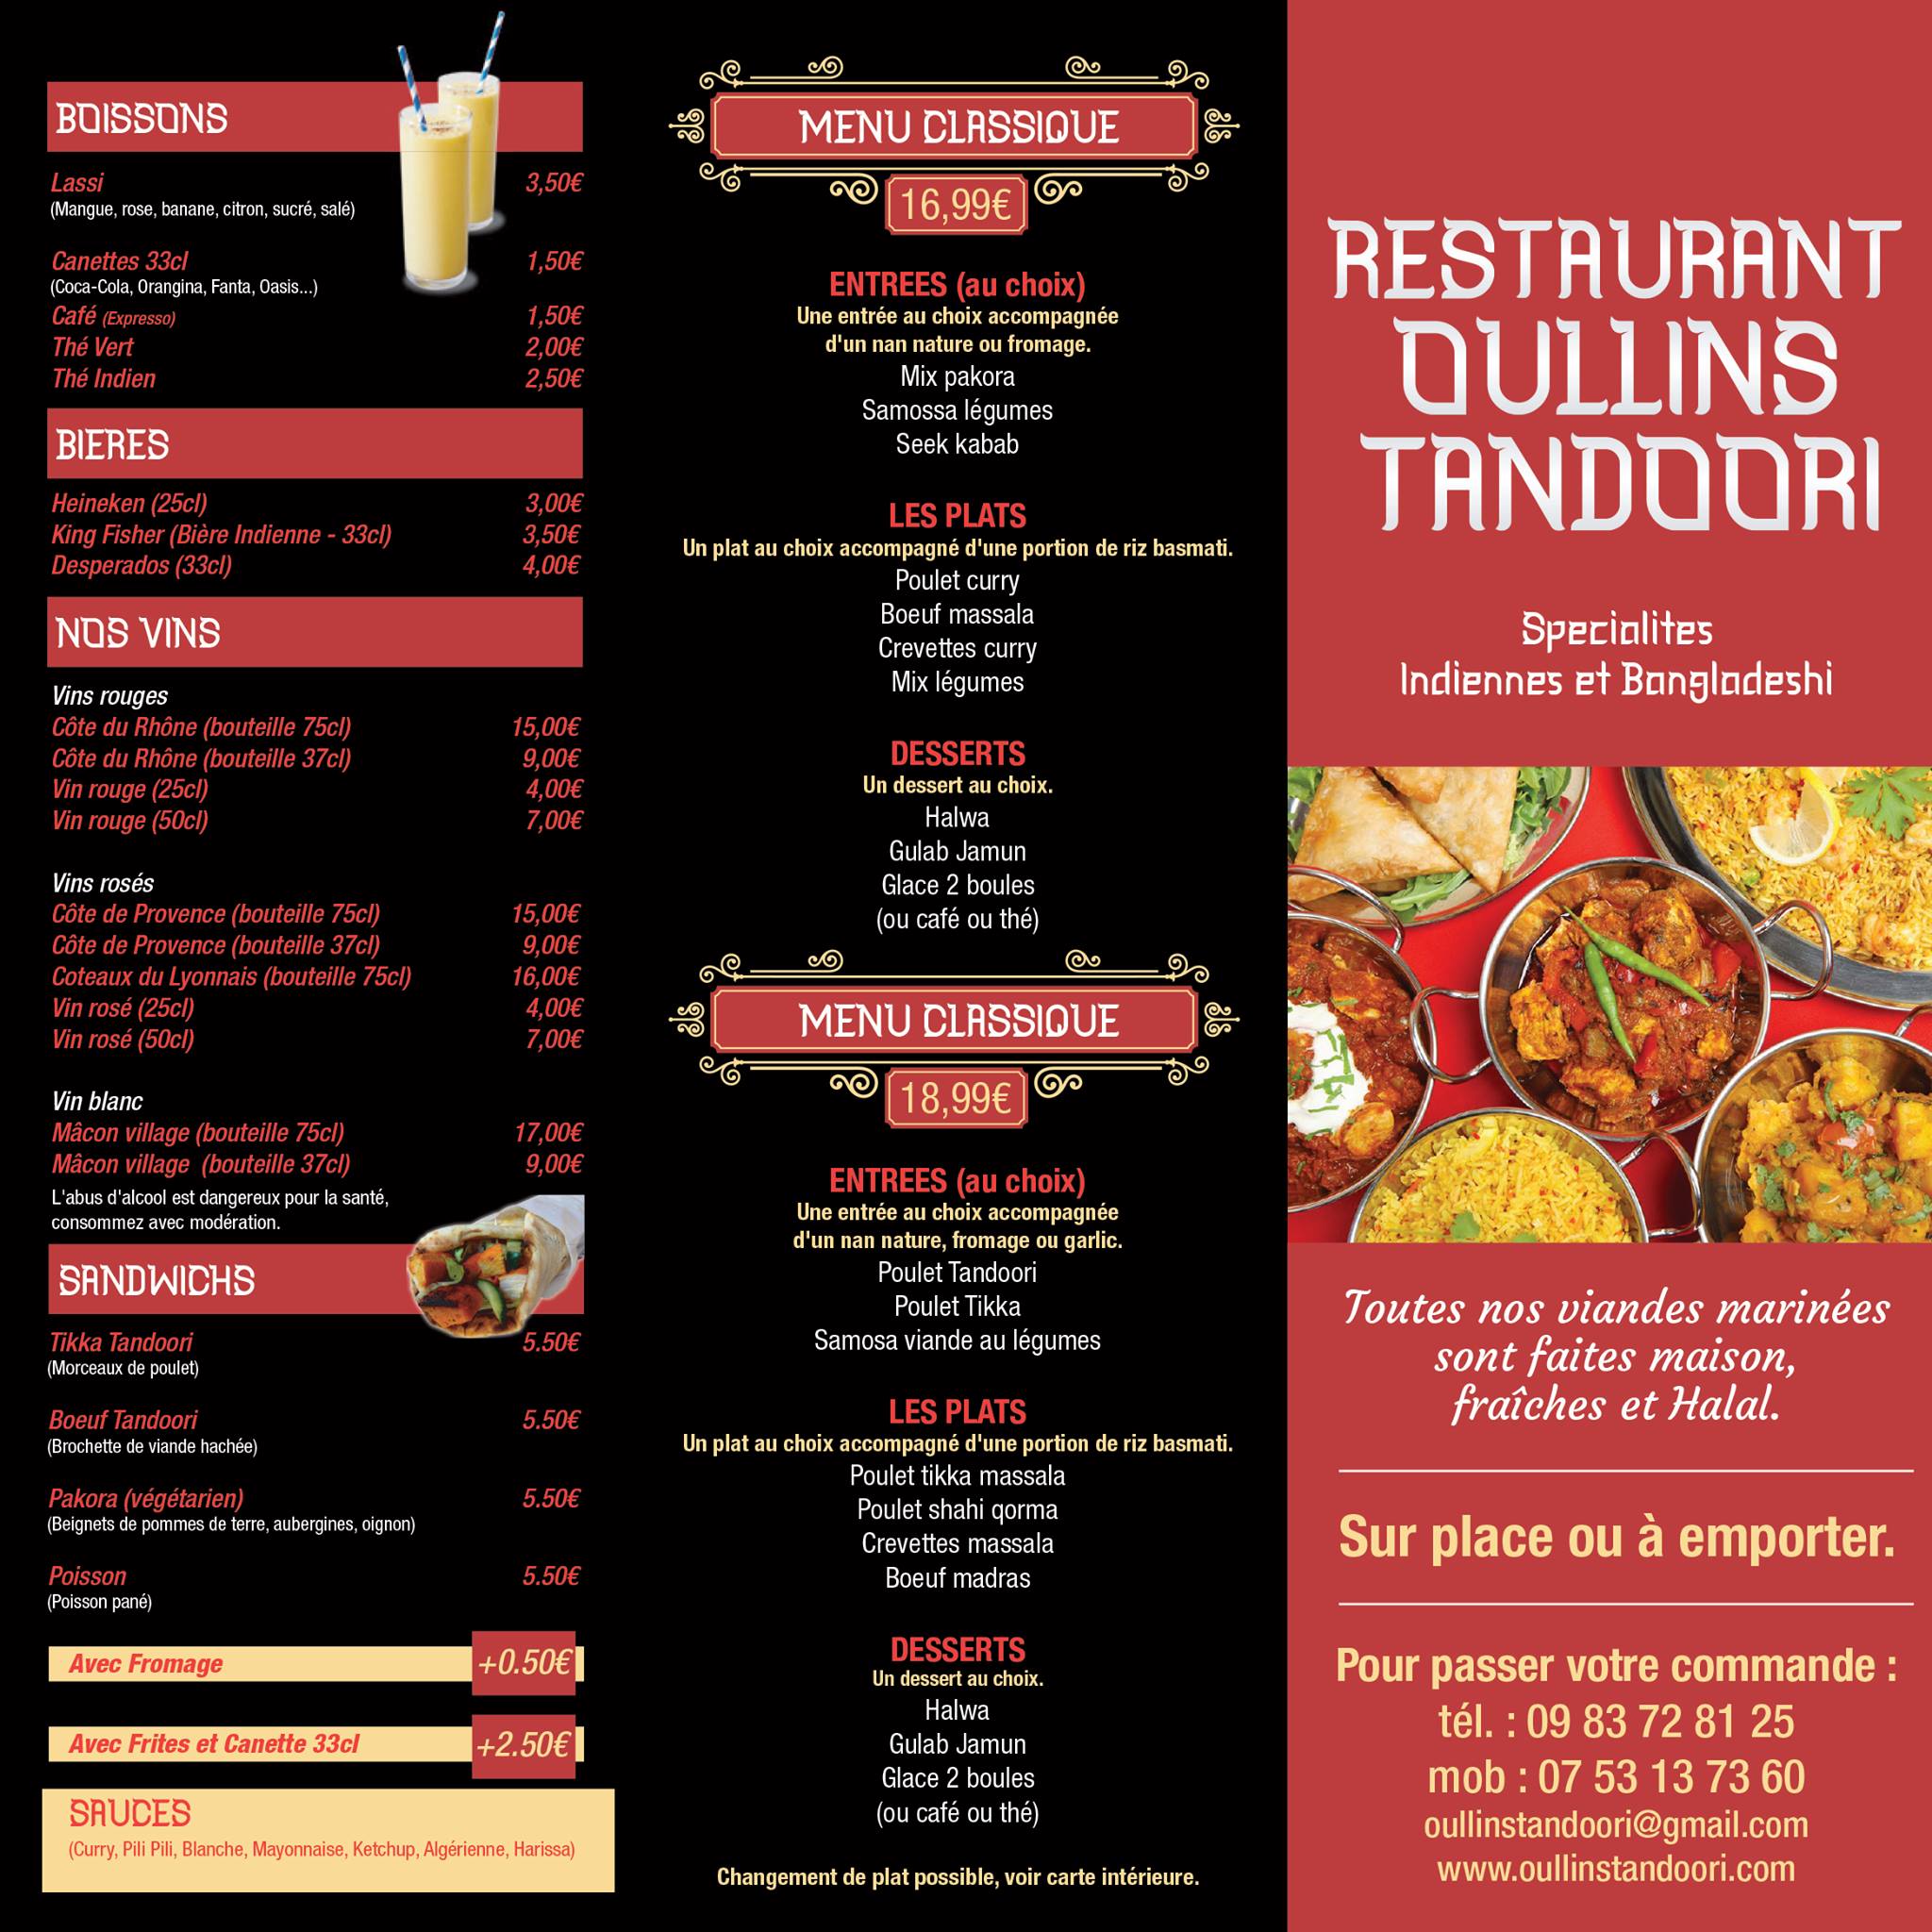 BOISSONS
Lassi 3,50€
(Mangue, rose, banane, citron, sucré, salé)
Canettes 33cl 1,50€
(Coca-Cola, Orangina, Fanta, Oasis...)
Café (Expresso) 1,50€
Thé Vert 2,00€
Thé Indien 2,50€
BIERES
Heineken (25cl) 3,00€
King Fisher (Bière Indienne - 33cl) 3,50€
Desperados (33cl) 4,00€
NOS VINS
Vins rouges
Côte du Rhône (bouteille 75cl) 15,00€
Côte du Rhône (bouteille 37cl) 9,00€
Vin rouge (25cl) 4,00€
Vin rouge (50cl) 7,00€
Vins rosés
Côte de Provence (bouteille 75cl) 15,00€
Côte de Provence (bouteille 37cl) 9,00€
Coteaux du Lyonnais (bouteille 75cl) 16,00€
Vin rosé (25cl) 4,00€
Vin rosé (50cl) 7,00€
Vin blanc
Mâcon village (bouteille 75cl) 17,00€
Mâcon village (bouteille 37cl) 9,00€
L'abus d'alcool est dangereux pour la santé,
consommez avec modération.
SANDWICHS
Tikka Tandoori 5.50€
(Morceaux de poulet)
Boeuf Tandoori 5.50€
(Brochette de viande hachée)
Pakora (végétarien) 5.50€
(Beignets de pommes de terre, aubergines, oignon)
Poisson 5.50€
(Poisson pané)
Avec Fromage +0.50€
Avec Frites et Canette 33cl +2.50€
SAUCES
(Curry, Pili Pili, Blanche, Mayonnaise, Ketchup, Algérienne, Harissa)
MENU CLASSIQUE
16,99€
ENTREES (au choix)
Une entrée au choix accompagnée
d'un nan nature ou fromage.
Mix pakora
Samossa légumes
Seek kabab
LES PLATS
Un plat au choix accompagné d'une portion de riz basmati.
Poulet curry
Boeuf massala
Crevettes curry
Mix légumes
DESSERTS
Un dessert au choix.
Halwa
Gulab Jamun
Glace 2 boules
(ou café ou thé)
MENU CLASSIQUE
18,99€
ENTREES (au choix)
Une entrée au choix accompagnée
d'un nan nature, fromage ou garlic.
Poulet Tandoori
Poulet Tikka
Samosa viande au légumes
LES PLATS
Un plat au choix accompagné d'une portion de riz basmati.
Poulet tikka massala
Poulet shahi qorma
Crevettes massala
Boeuf madras
DESSERTS
Un dessert au choix.
Halwa
Gulab Jamun
Glace 2 boules
(ou café ou thé)
Changement de plat possible, voir carte intérieure.
RESTAURANT
OULLINS
TANDOORI
Specialites
Indiennes et Bangladeshi
Toutes nos viandes marinées
sont faites maison,
fraîches et Halal.
Sur place ou à emporter.
Pour passer votre commande :
tél. : 09 83 72 81 25
mob : 07 53 13 73 60
oullinstandoori@gmail.com
www.oullinstandoori.com